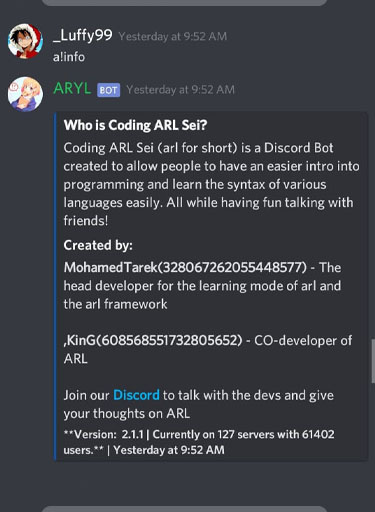 _Luffy99 Yesterday at 9:52 AM
a!info
ARYL BOT Yesterday at 9:52 AM
Who is Coding ARL Sei?
Coding ARL Sei (arl for short) is a Discord Bot
created to allow people to have an easier intro into
programming and learn the syntax of various
languages easily. All while having fun talking with
friends!
Created by:
MohamedTarek(328067262055448577) - The
head developer for the learning mode of arl and
the arl framework
,KinG(608568551732805652) - CO-developer of
ARL
Join our Discord to talk with the devs and give
your thoughts on ARL
**Version: 2.1.1 | Currently on 127 servers with 61402
users.** | Yesterday at 9:52 AM